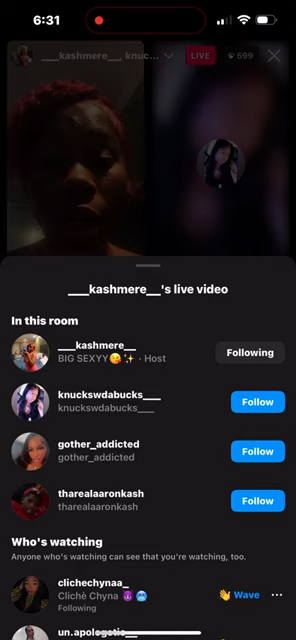 6:31
___kashmere__, knuc...
LIVE
599
___kashmere__'s live video
In this room
___kashmere__
BIG SEXYY😘✨ · Host
Following
knuckswdabucks___
knuckswdabucks___
Follow
gother_addicted
gother_addicted
Follow
tharealaaronkash
tharealaaronkash
Follow
Who's watching
Anyone who's watching can see that you're watching, too.
clichechynaa_
Clichè Chyna 😈🥶
Following
👋 Wave